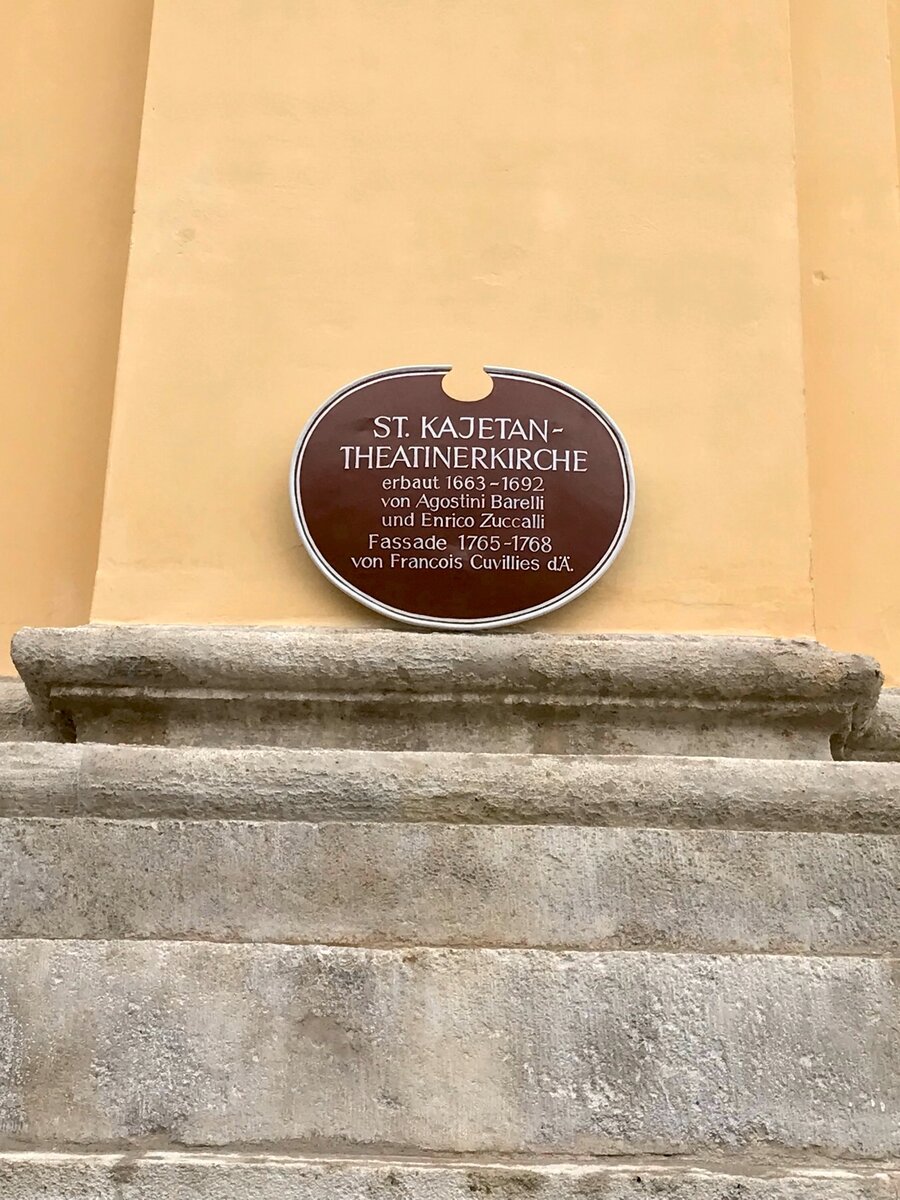 ST. KAJETAN-
THEATINERKIRCHE
erbaut 1663-1692
von Agostini Barelli
und Enrico Zuccalli
Fassade 1765-1768
von Francois Cuvillies d.Ä.